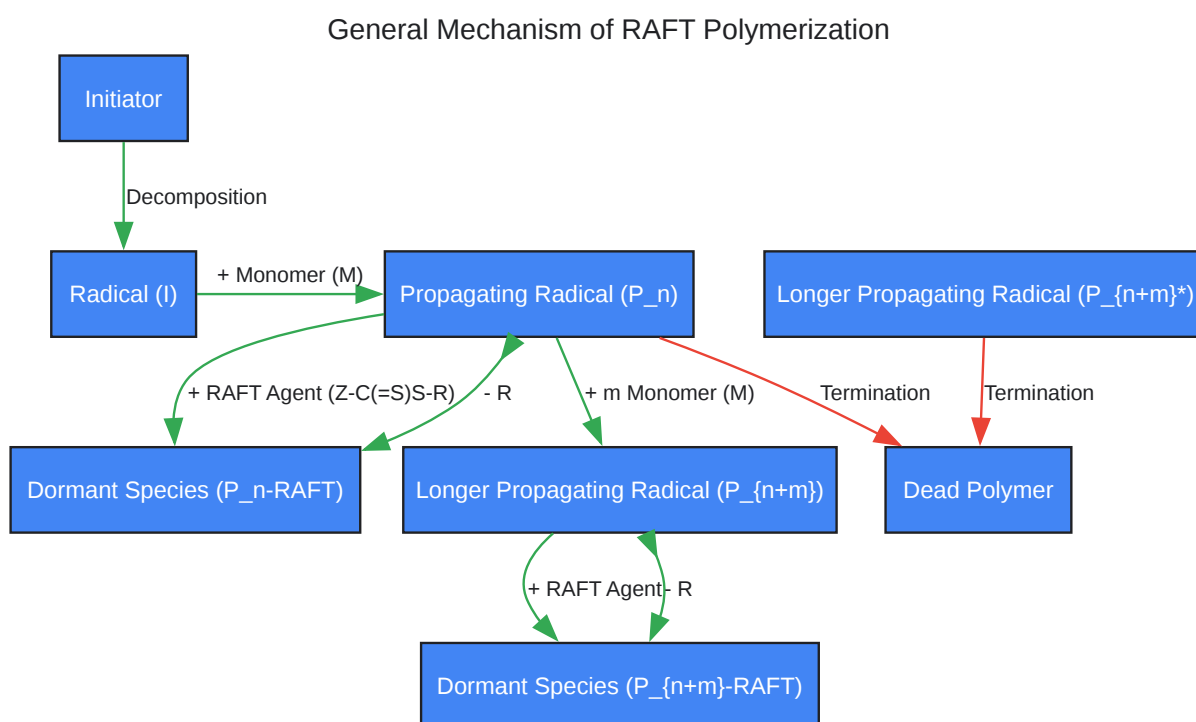 General Mechanism of RAFT Polymerization
Initiator
Decomposition
Radical (I)
+ Monomer (M)
Propagating Radical (P_n)
Longer Propagating Radical (P_{n+m}*)
+ RAFT Agent (Z-C(=S)S-R)
- R
+ m Monomer (M)
Termination
Termination
Dormant Species (P_n-RAFT)
Longer Propagating Radical (P_{n+m})
Dead Polymer
+ RAFT Agent
- R
Dormant Species (P_{n+m}-RAFT)